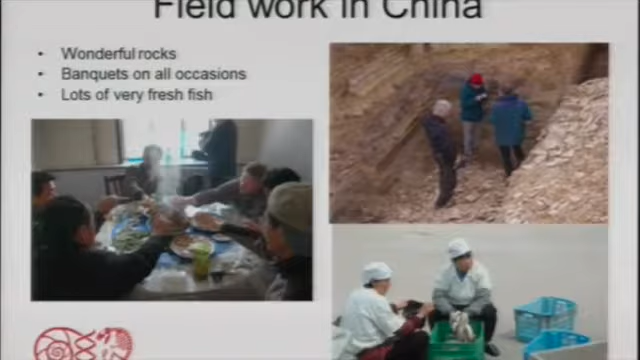 Field work in China
• Wonderful rocks
• Banquets on all occasions
• Lots of very fresh fish